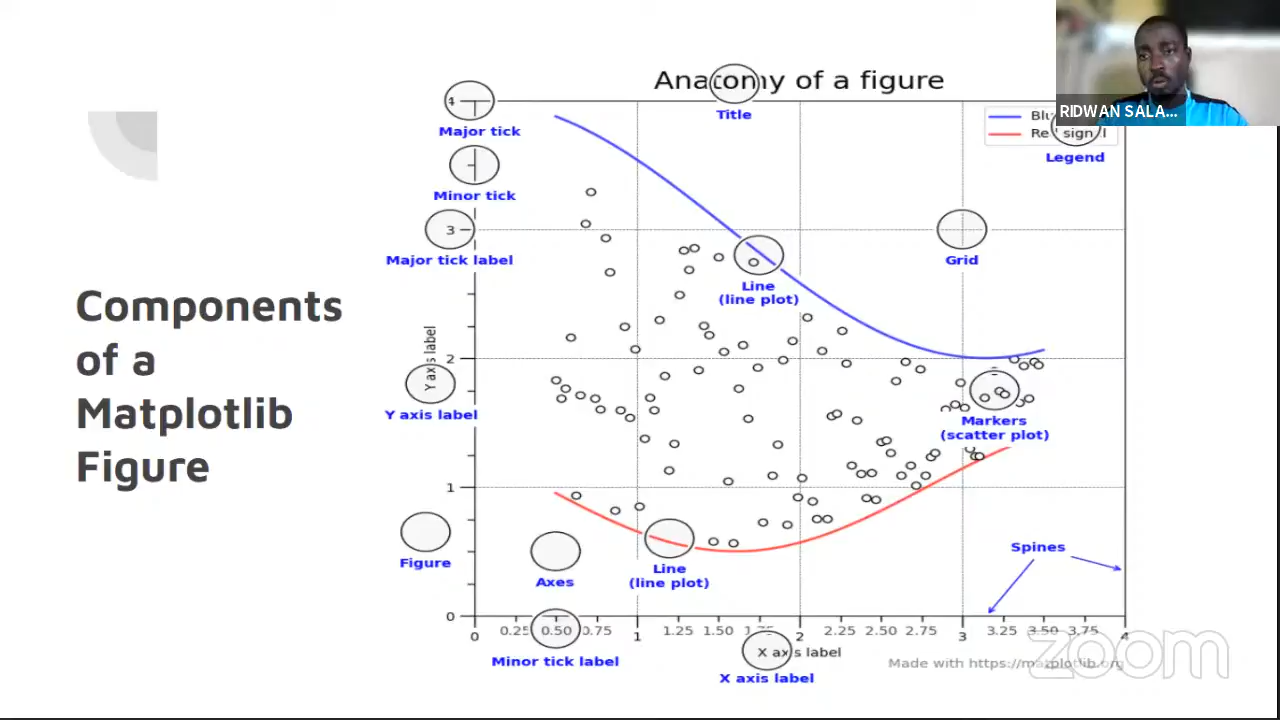 Anatomy of a figure
RIDWAN SALA...
Title
Major tick
Minor tick
Legend
3
Major tick label
Grid
Line
(line plot)
Components
of a
Matplotlib
Figure
Y axis label
2
Y axis label
Markers
(scatter plot)
1
Figure
Axes
Line
(line plot)
Spines
0
0 0.25 0.50 0.75 1 1.25 1.50 1.75 2 2.25 2.50 2.75 3 3.25 3.50 3.75 4
X axis label
Minor tick label
X axis label
Made with https://matplotlib.org
zoom